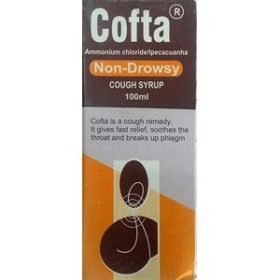 Cofta®
Ammonium chloride/Ipecacuanha
Non-Drowsy
COUGH SYRUP
100ml
Cofta is a cough remedy.
It gives fast relief, soothes the
throat and breaks up phlegm